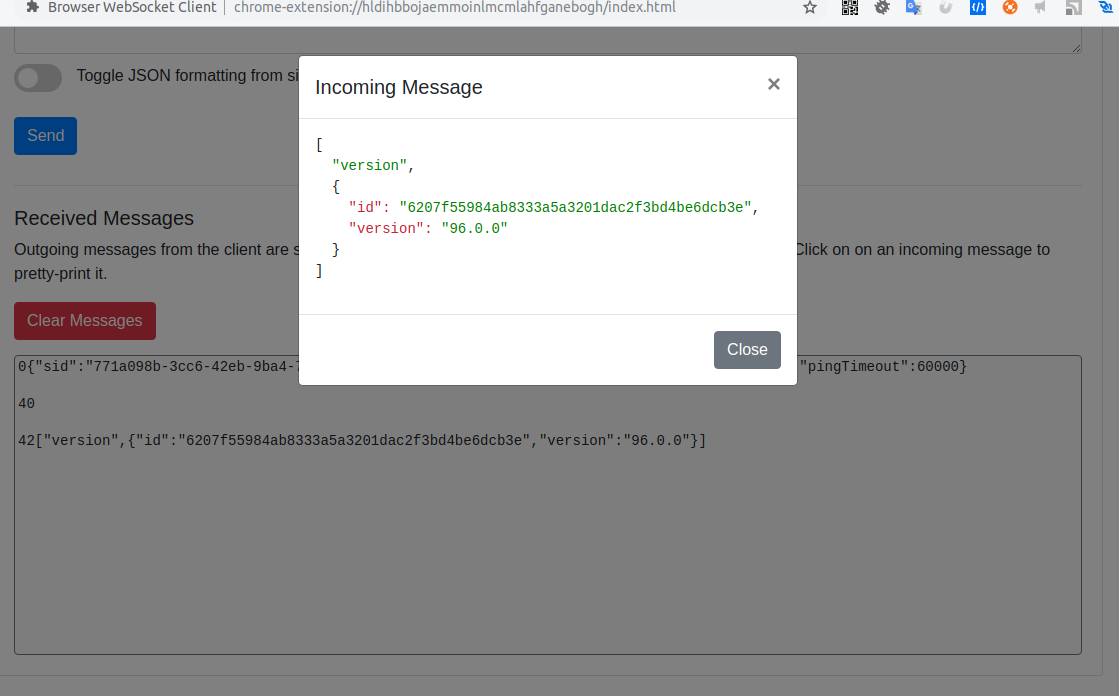 Browser WebSocket Client | chrome-extension://hldihbbojaemmoinlmcmlahfganebogh/index.html
Toggle JSON formatting from si
Send
Received Messages
Outgoing messages from the client are s
Click on on an incoming message to
pretty-print it.
Clear Messages
0{"sid":"771a098b-3cc6-42eb-9ba4-7
"pingTimeout":60000}
40
42["version",{"id":"6207f55984ab8333a5a3201dac2f3bd4be6dcb3e","version":"96.0.0"}]
Incoming Message
×
[
"version",
{
"id": "6207f55984ab8333a5a3201dac2f3bd4be6dcb3e",
"version": "96.0.0"
}
]
Close